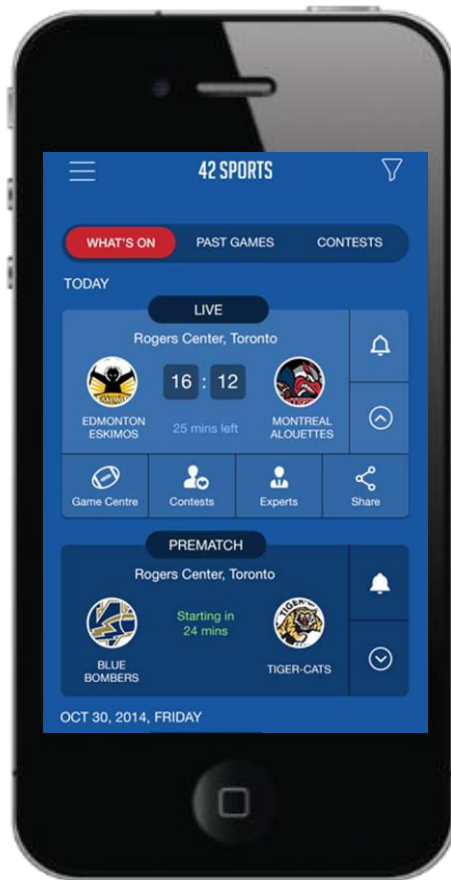 42 SPORTS
WHAT'S ON PAST GAMES CONTESTS
TODAY
LIVE
Rogers Center, Toronto
16 : 12
EDMONTON
ESKIMOS
25 mins left
MONTREAL
ALOUETTES
Game Centre Contests Experts Share
PREMATCH
Rogers Center, Toronto
Starting in
24 mins
TIGER
BLUE
BOMBERS
TIGER-CATS
OCT 30, 2014, FRIDAY